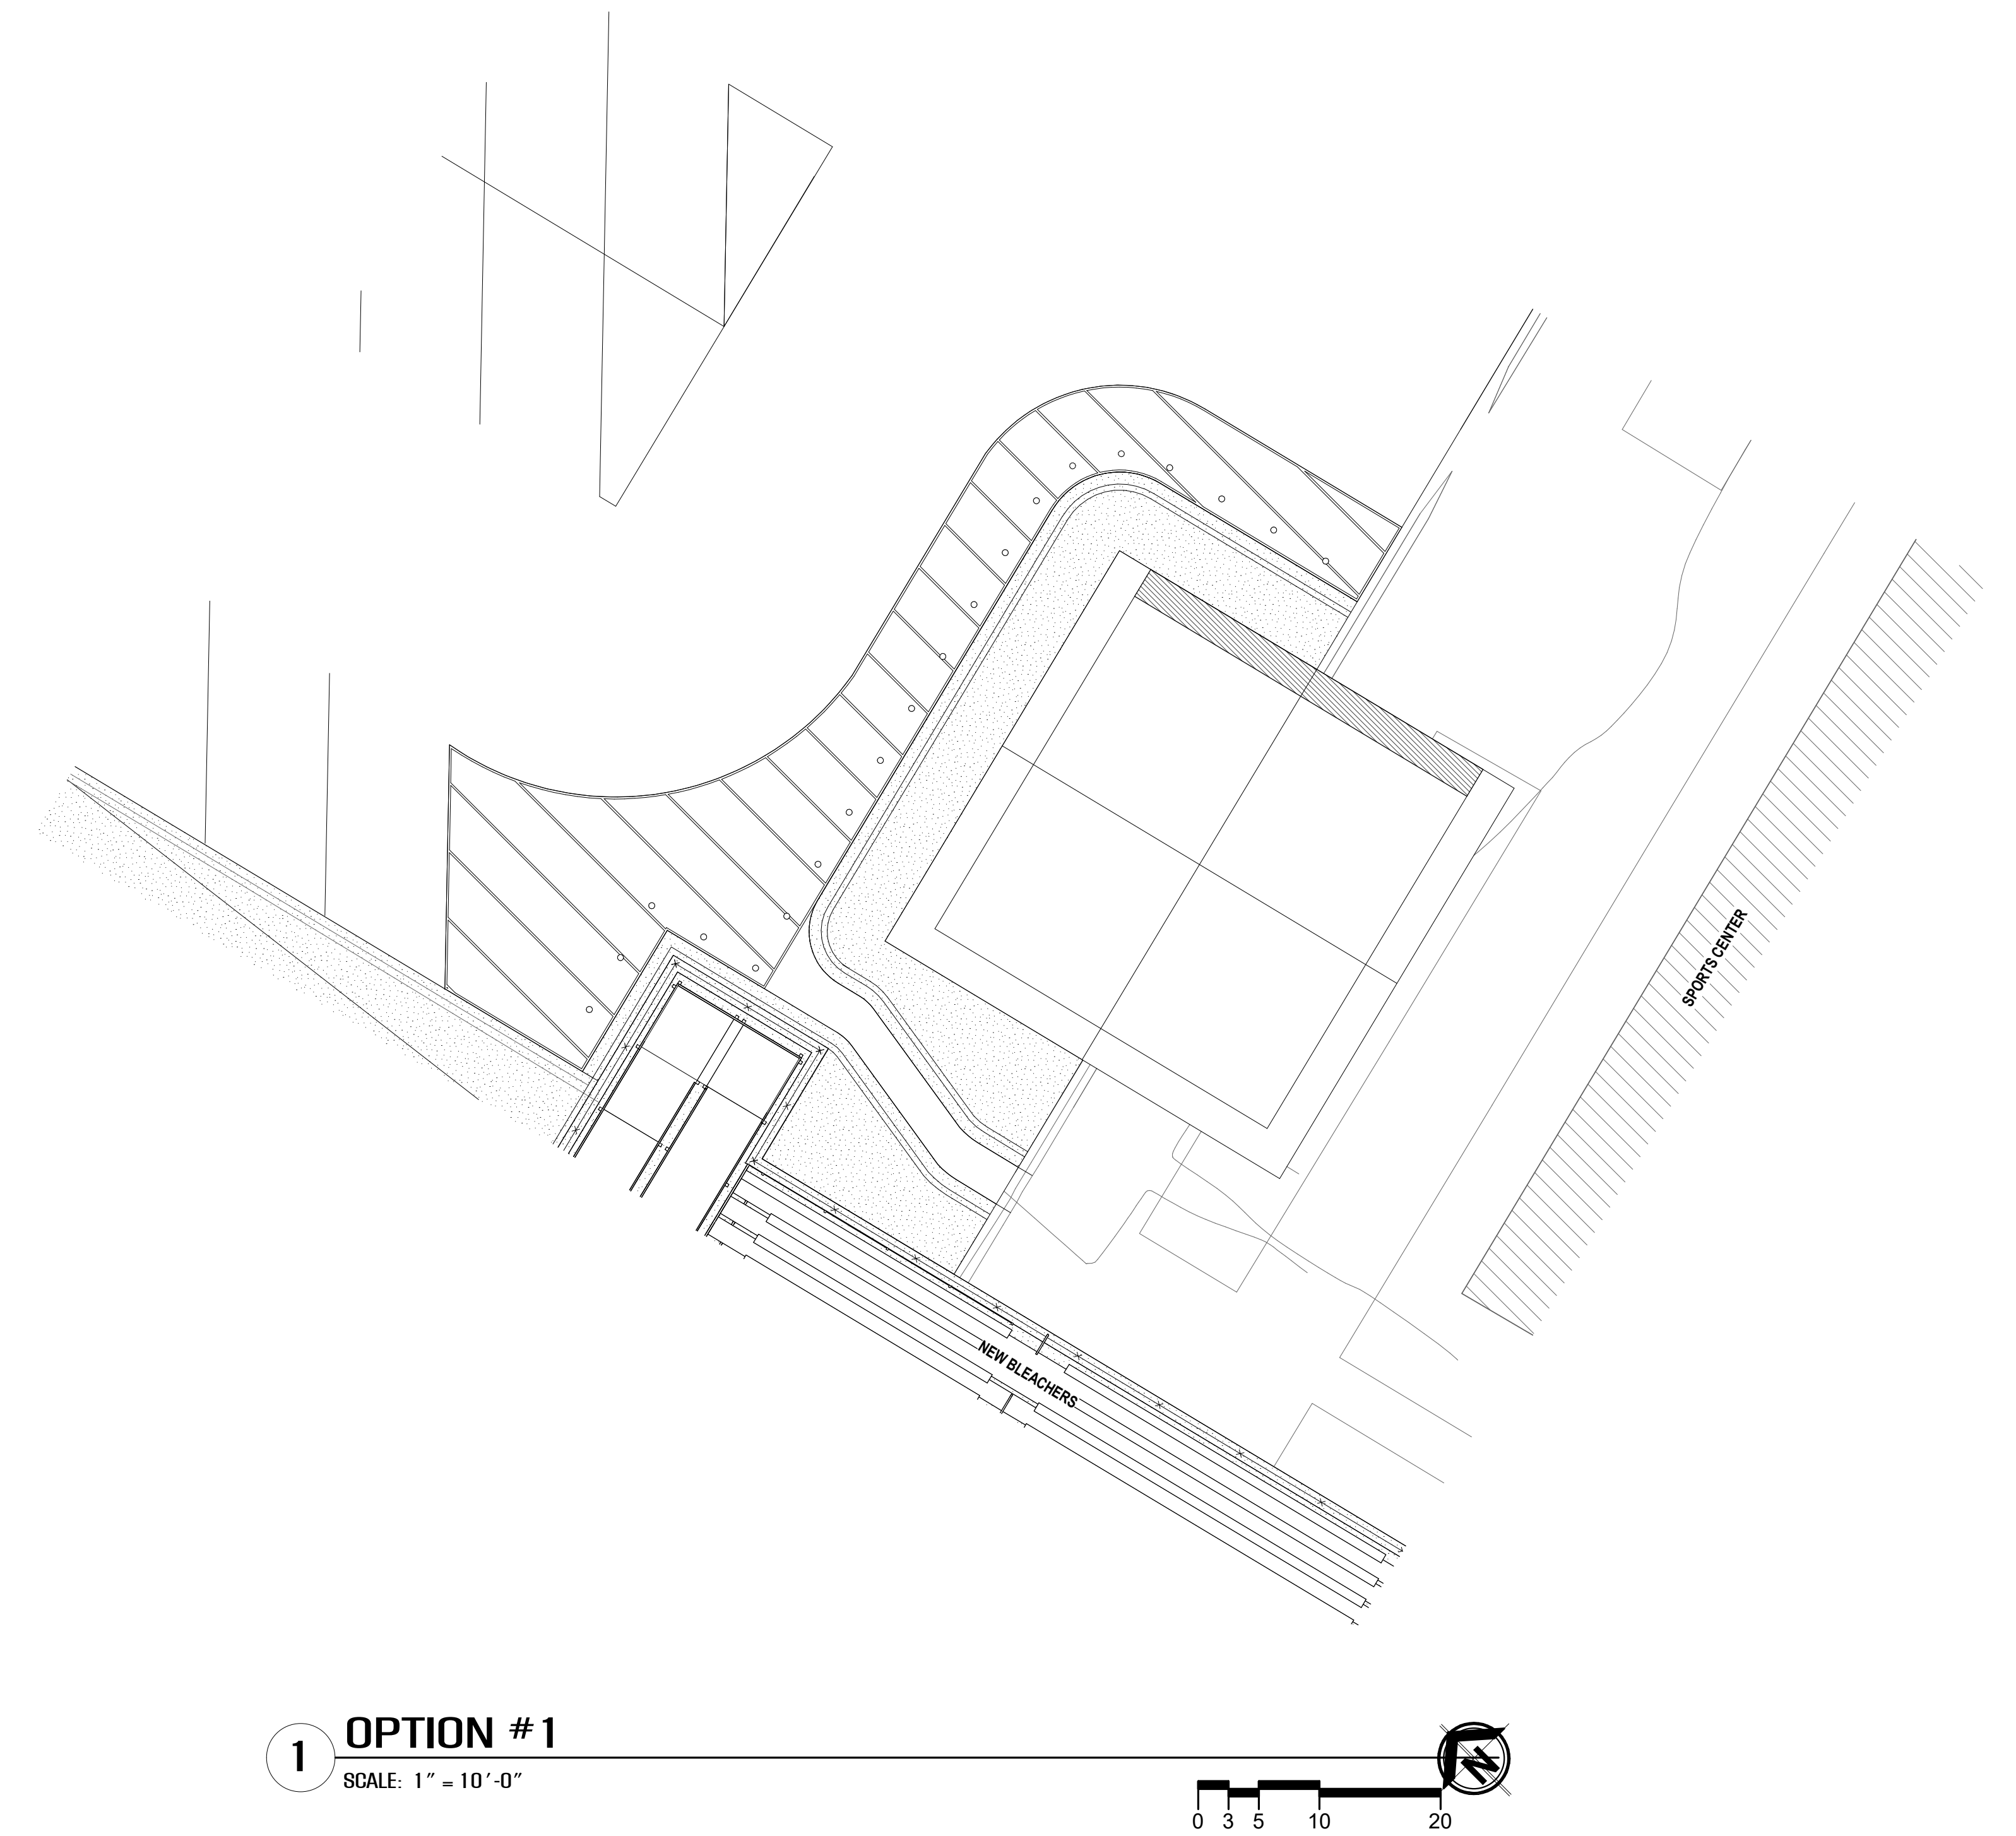 SPORTS CENTER
NEW BLEACHERS
1
OPTION #1
SCALE: 1" = 10'-0"
N
0 3 5 10 20